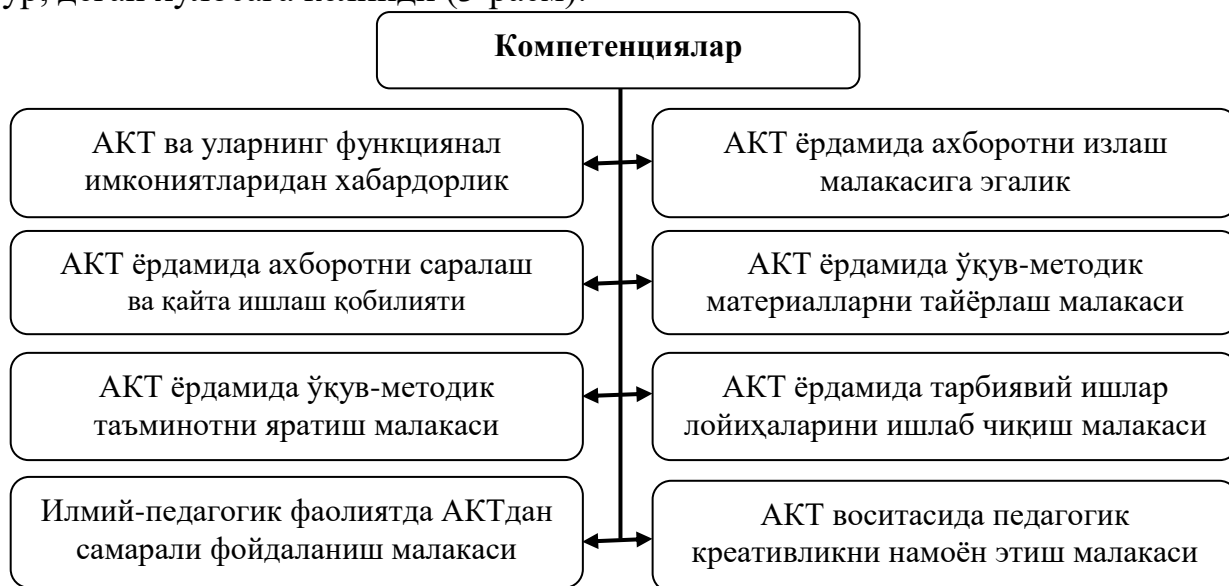 Компетенциялар
АКТ ва уларнинг функциянал
имкониятларидан хабардорлик
АКТ ёрдамида ахборотни излаш
малакасига эгалик
АКТ ёрдамида ахборотни саралаш
ва қайта ишлаш қобилияти
АКТ ёрдамида ўқув-методик
материалларни тайёрлаш малакаси
АКТ ёрдамида ўқув-методик
таъминотни яратиш малакаси
АКТ ёрдамида тарбиявий ишлар
лойиҳаларини ишлаб чиқиш малакаси
Илмий-педагогик фаолиятда АКТдан
самарали фойдаланиш малакаси
АКТ воситасида педагогик
креативликни намоён этиш малакаси